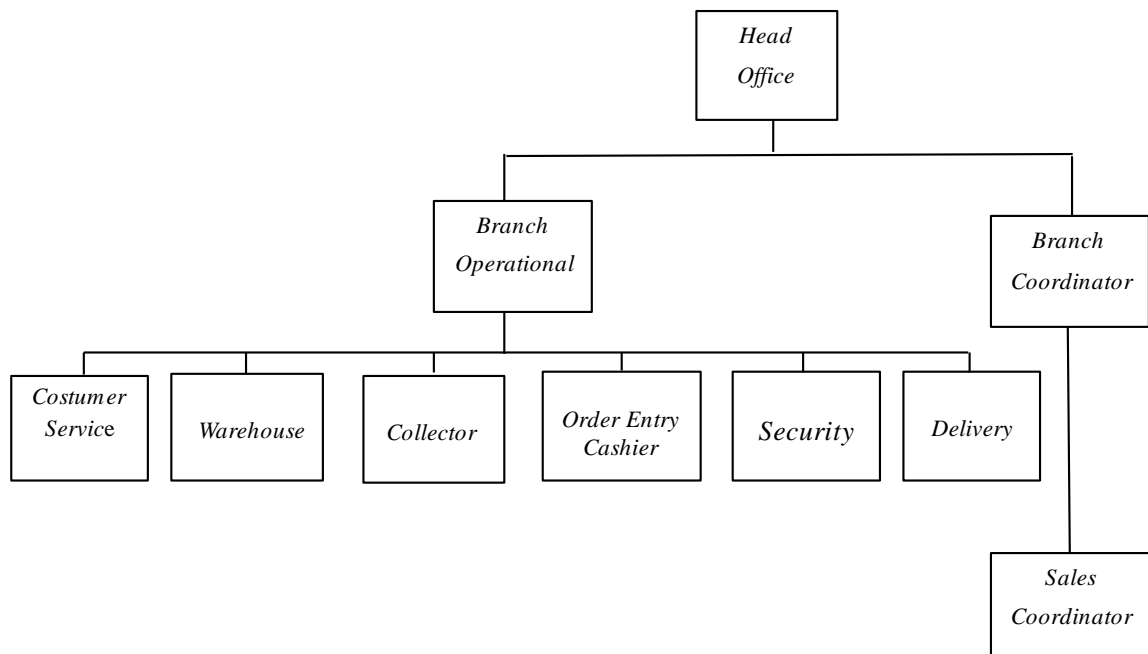 Head
Office
Branch
Operational
Branch
Coordinator
Costumer
Service
Warehouse
Collector
Order Entry
Cashier
Security
Delivery
Sales
Coordinator